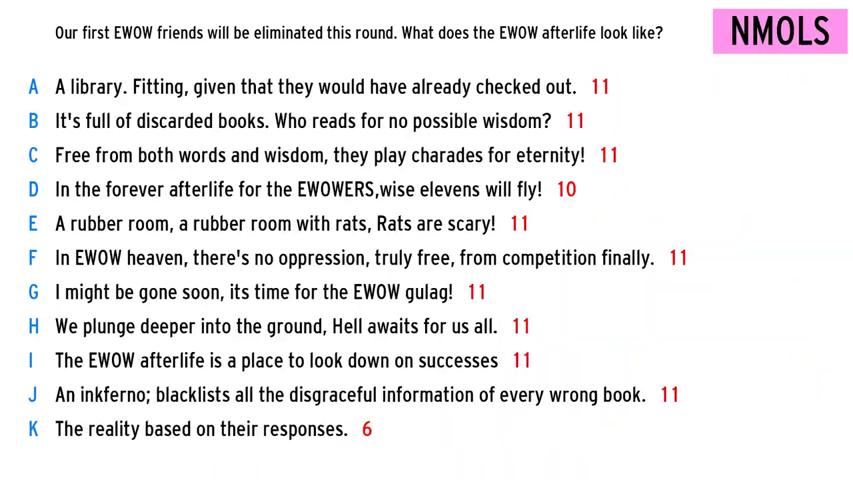 Our first EWOW friends will be eliminated this round. What does the EWOW afterlife look like?
NMOLS
A A library. Fitting, given that they would have already checked out. 11
B It's full of discarded books. Who reads for no possible wisdom? 11
C Free from both words and wisdom, they play charades for eternity! 11
D In the forever afterlife for the EWOWERS,wise elevens will fly! 10
E A rubber room, a rubber room with rats, Rats are scary! 11
F In EWOW heaven, there's no oppression, truly free, from competition finally. 11
G I might be gone soon, its time for the EWOW gulag! 11
H We plunge deeper into the ground, Hell awaits for us all. 11
I The EWOW afterlife is a place to look down on successes 11
J An inkferno; blacklists all the disgraceful information of every wrong book. 11
K The reality based on their responses. 6